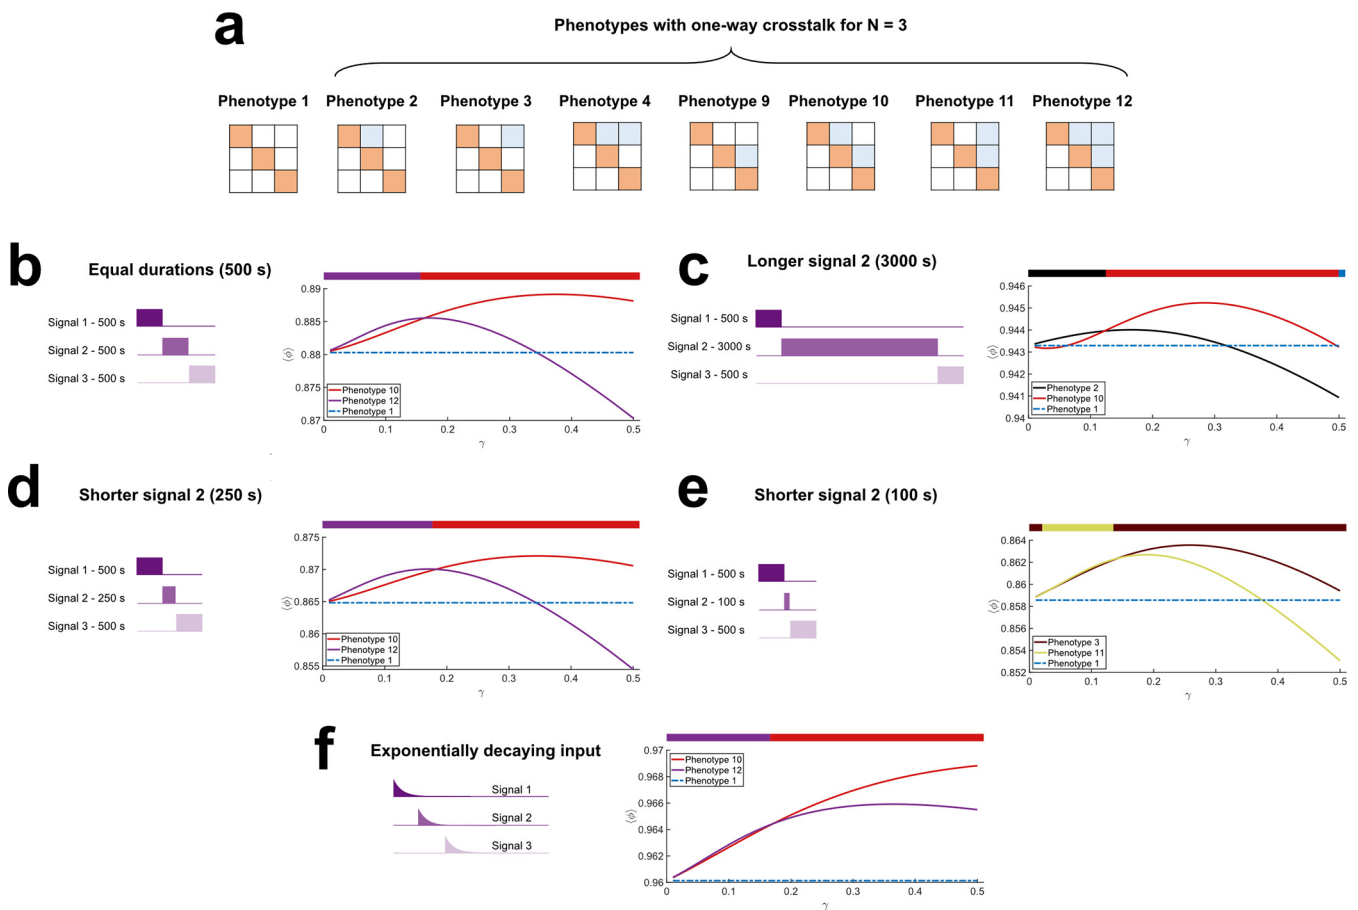 a
Phenotypes with one-way crosstalk for N = 3
Phenotype 1 Phenotype 2 Phenotype 3 Phenotype 4 Phenotype 9 Phenotype 10 Phenotype 11 Phenotype 12
b
Equal durations (500 s)
Signal 1 - 500 s
Signal 2 - 500 s
Signal 3 - 500 s
0.89
0.885
0.88
0.875
0.87
⟨ϕ⟩
Phenotype 10
Phenotype 12
Phenotype 1
0 0.1 0.2 0.3 0.4 0.5
γ
c
Longer signal 2 (3000 s)
Signal 1 - 500 s
Signal 2 - 3000 s
Signal 3 - 500 s
0.946
0.945
0.944
0.943
0.942
0.941
0.94
⟨ϕ⟩
Phenotype 2
Phenotype 10
Phenotype 1
0 0.1 0.2 0.3 0.4 0.5
γ
d
Shorter signal 2 (250 s)
Signal 1 - 500 s
Signal 2 - 250 s
Signal 3 - 500 s
0.875
0.87
0.865
0.86
0.855
⟨ϕ⟩
Phenotype 10
Phenotype 12
Phenotype 1
0 0.1 0.2 0.3 0.4 0.5
γ
e
Shorter signal 2 (100 s)
Signal 1 - 500 s
Signal 2 - 100 s
Signal 3 - 500 s
0.864
0.862
0.86
0.858
0.856
0.854
0.852
⟨ϕ⟩
Phenotype 3
Phenotype 11
Phenotype 1
0 0.1 0.2 0.3 0.4 0.5
γ
f
Exponentially decaying input
Signal 1
Signal 2
Signal 3
0.97
0.968
0.966
0.964
0.962
0.96
⟨ϕ⟩
Phenotype 10
Phenotype 12
Phenotype 1
0 0.1 0.2 0.3 0.4 0.5
γ